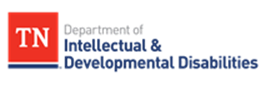 TN
Department of
Intellectual &
Developmental Disabilities